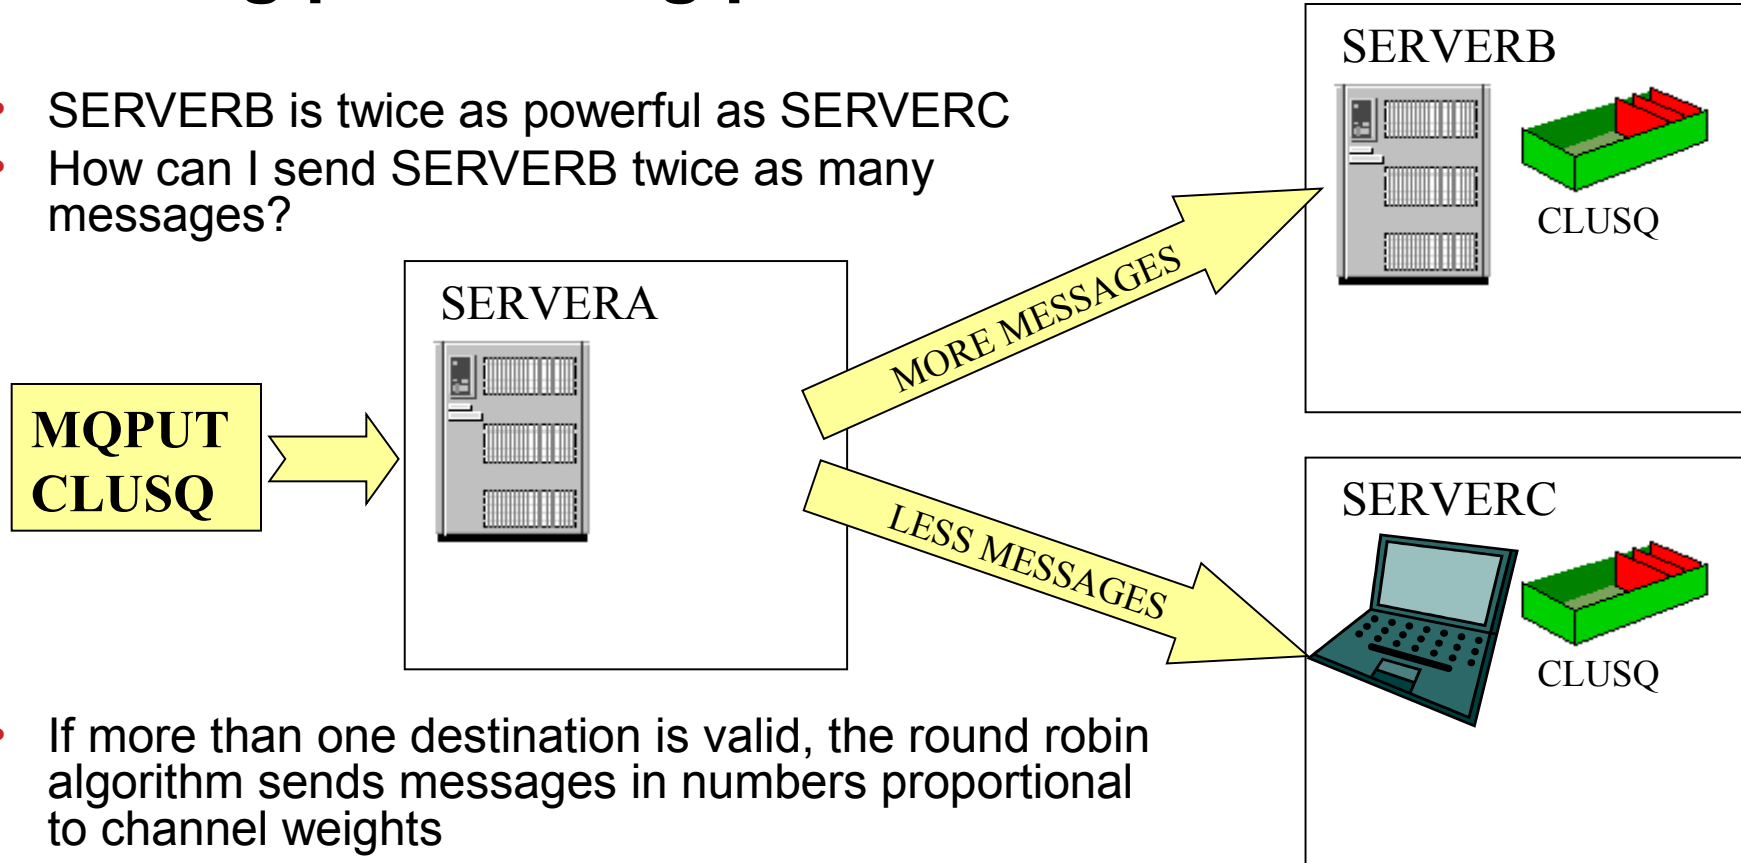 • SERVERB is twice as powerful as SERVERC
• How can I send SERVERB twice as many
messages?
SERVERB
CLUSQ
SERVERA
MORE MESSAGES
MQPUT
CLUSQ
LESS MESSAGES
SERVERC
CLUSQ
• If more than one destination is valid, the round robin
algorithm sends messages in numbers proportional
to channel weights